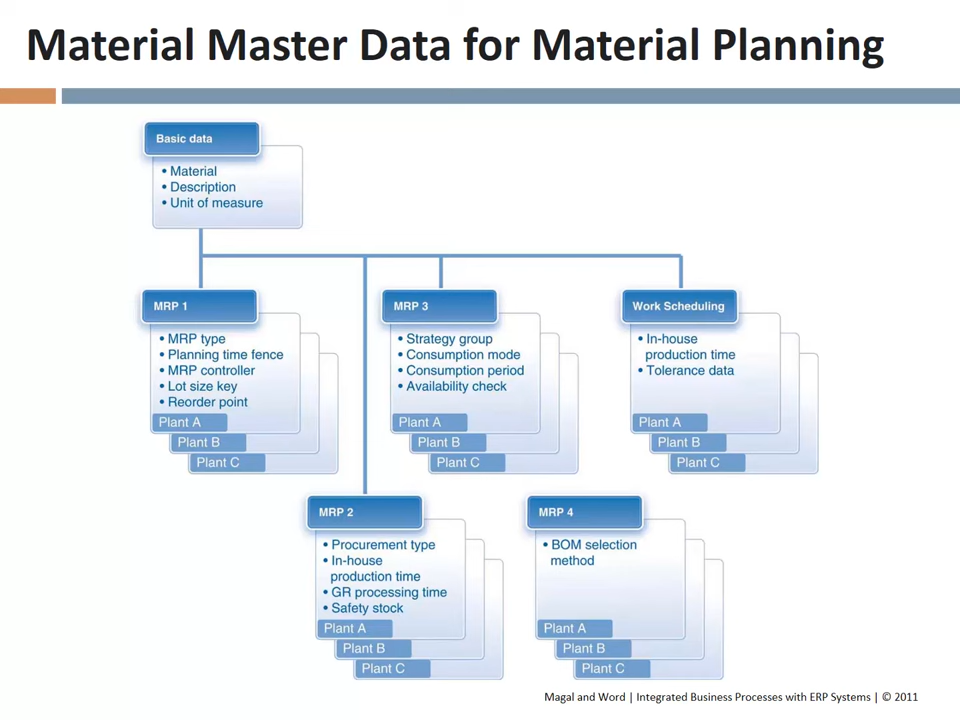 Material Master Data for Material Planning
Basic data
• Material
• Description
• Unit of measure
MRP 1
• MRP type
• Planning time fence
• MRP controller
• Lot size key
• Reorder point
Plant A
Plant B
Plant C
MRP 3
• Strategy group
• Consumption mode
• Consumption period
• Availability check
Plant A
Plant B
Plant C
Work Scheduling
• In-house
production time
• Tolerance data
Plant A
Plant B
Plant C
MRP 2
• Procurement type
• In-house
production time
• GR processing time
• Safety stock
Plant A
Plant B
Plant C
MRP 4
• BOM selection
method
Plant A
Plant B
Plant C
Magal and Word | Integrated Business Processes with ERP Systems | © 2011